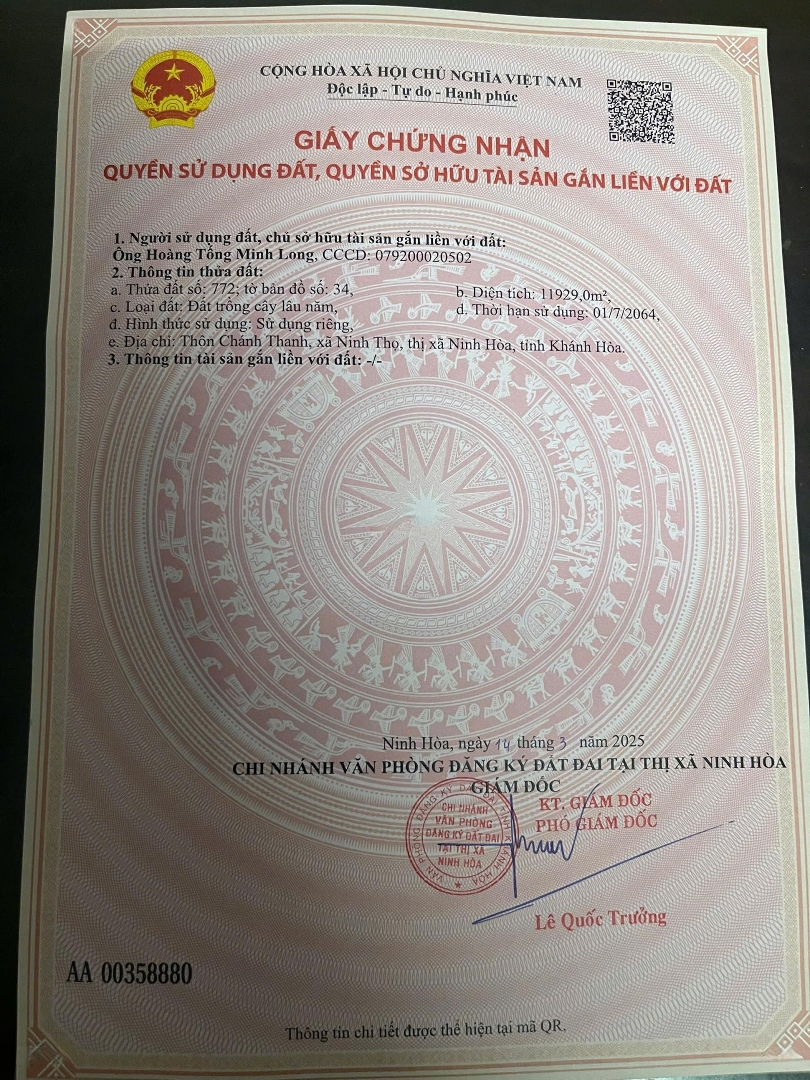 CỘNG HÒA XÃ HỘI CHỦ NGHĨA VIỆT NAM
Độc lập - Tự do - Hạnh phúc
GIẤY CHỨNG NHẬN
QUYỀN SỬ DỤNG ĐẤT, QUYỀN SỞ HỮU TÀI SẢN GẮN LIỀN VỚI ĐẤT
1. Người sử dụng đất, chủ sở hữu tài sản gắn liền với đất:
Ông Hoàng Tống Minh Long, CCCD: 079200020502
2. Thông tin thửa đất:
a. Thửa đất số: 772; tờ bản đồ số: 34, b. Diện tích: 11929,0m²,
c. Loại đất: Đất trồng cây lâu năm, d. Thời hạn sử dụng: 01/7/2064,
đ. Hình thức sử dụng: Sử dụng riêng,
e. Địa chỉ: Thôn Chánh Thanh, xã Ninh Thọ, thị xã Ninh Hòa, tỉnh Khánh Hòa.
3. Thông tin tài sản gắn liền với đất: -/-
Ninh Hòa, ngày 14 tháng 3 năm 2025
CHI NHÁNH VĂN PHÒNG ĐĂNG KÝ ĐẤT ĐAI TẠI THỊ XÃ NINH HÒA
GIÁM ĐỐC
KT. GIÁM ĐỐC
PHÓ GIÁM ĐỐC
VĂN PHÒNG ĐĂNG KÝ ĐẤT ĐAI TỈNH KHÁNH HÒA
CHI NHÁNH
VĂN PHÒNG
ĐĂNG KÝ ĐẤT ĐAI
TẠI THỊ XÃ
NINH HÒA
Lê Quốc Trưởng
AA 00358880
Thông tin chi tiết được thể hiện tại mã QR.